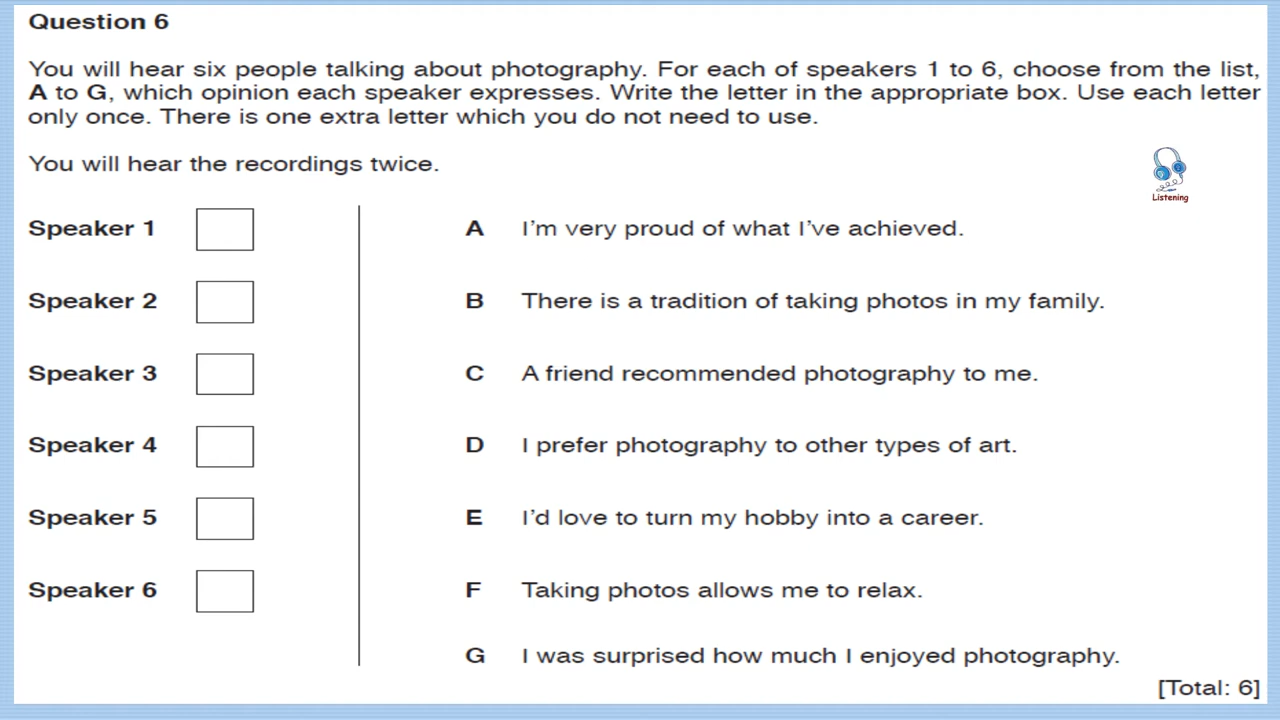 Question 6
You will hear six people talking about photography. For each of speakers 1 to 6, choose from the list,
A to G, which opinion each speaker expresses. Write the letter in the appropriate box. Use each letter
only once. There is one extra letter which you do not need to use.
You will hear the recordings twice.
Listening
Speaker 1 A I’m very proud of what I’ve achieved.
Speaker 2 B There is a tradition of taking photos in my family.
Speaker 3 C A friend recommended photography to me.
Speaker 4 D I prefer photography to other types of art.
Speaker 5 E I’d love to turn my hobby into a career.
Speaker 6 F Taking photos allows me to relax.
G I was surprised how much I enjoyed photography.
[Total: 6]